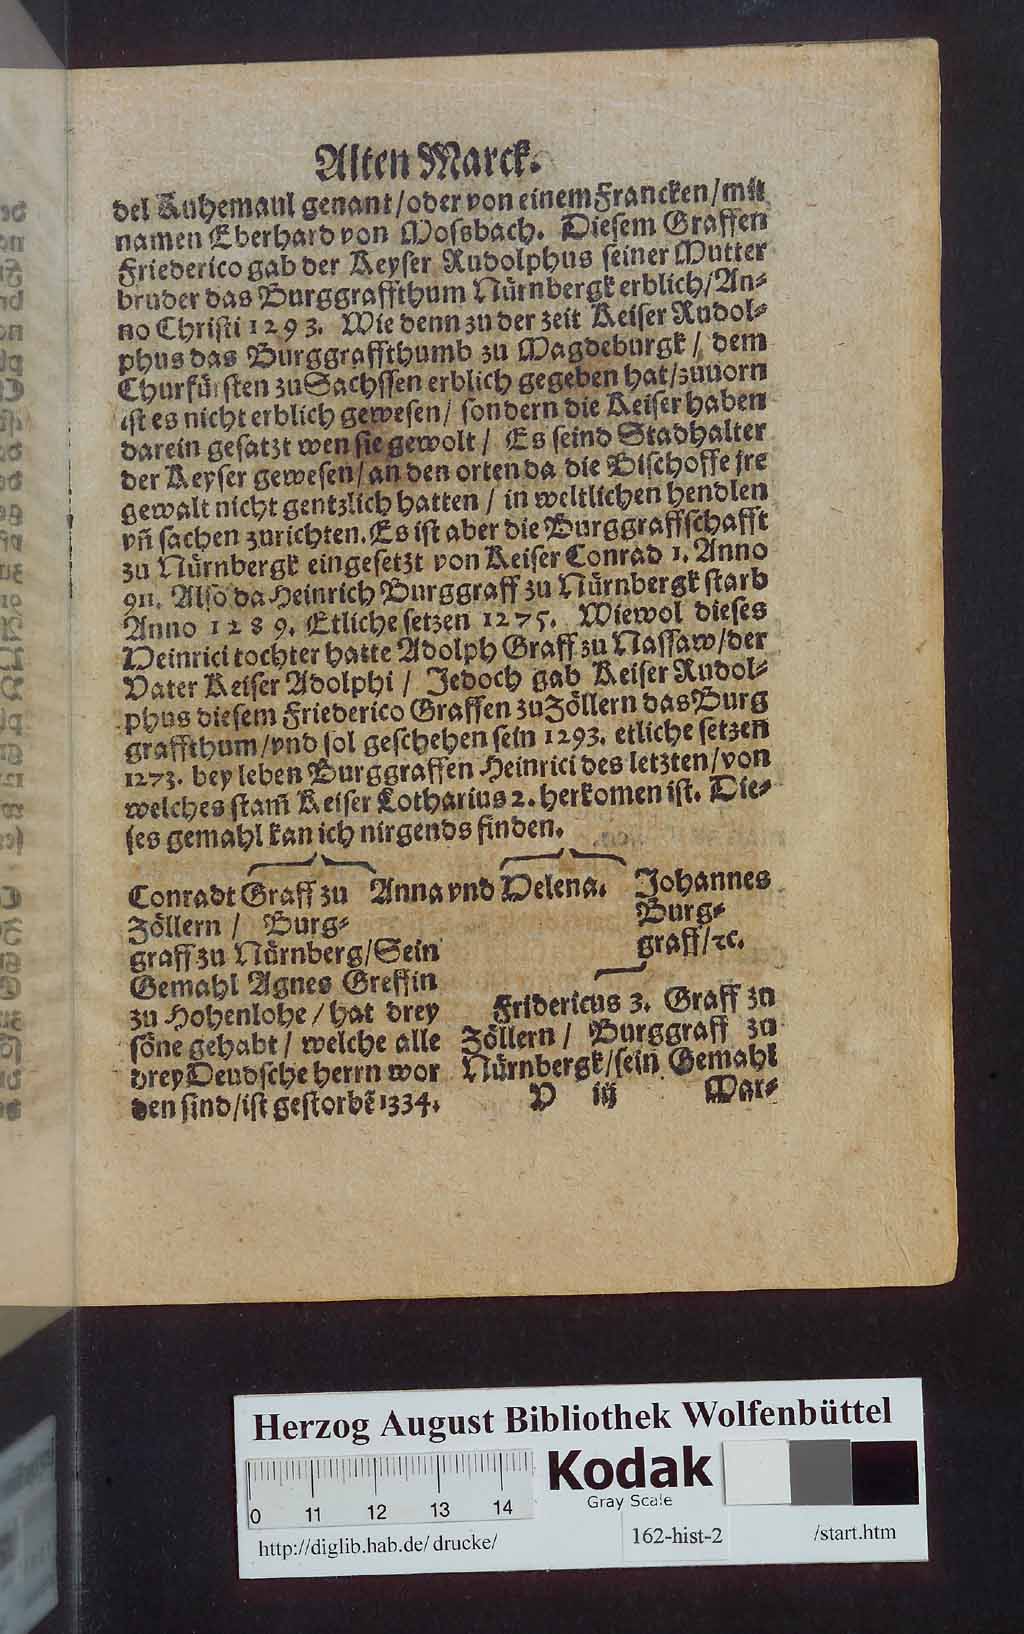 Alten Marck.
del Kuhemaul genant/oder von einem Francken/mit
namen Eberhard von Mossbach. Diesem Graffen
Friederico gab der Keyser Rudolphus seiner Mutter
bruder das Burggraffthum Nürnbergk erblich/An-
no Christi 1293. Wie denn zu der zeit Keiser Rudol-
phus das Burggraffthumb zu Magdeburgk / dem
Churfürsten zu Sachssen erblich gegeben hat/zuuorn
ist es nicht erblich gewesen/ sondern die Keiser haben
darein gesatzt wen sie gewolt / Es seind Stadhalter
der Keyser gewesen/an den orten da die Bischoffe jre
gewalt nicht gentzlich hatten / in weltlichen hendlen
vñ sachen zurichten. Es ist aber die Burggraffschafft
zu Nürnbergk eingesetzt von Keiser Conrad 1. Anno
911. Also da Heinrich Burggraff zu Nürnbergk starb
Anno 1289. Etliche setzen 1275. Wiewol dieses
Heinrici tochter hatte Adolph Graff zu Nassaw/der
Vater Keiser Adolphi / Jedoch gab Keiser Rudol-
phus diesem Friederico Graffen zu Zöllern das Burg
graffthum/vnd sol geschehen sein 1293. etliche setzen
1273. bey leben Burggraffen Heinrici des letzten/von
welches stam̃ Keiser Lotharius 2. herkomen ist. Die-
ses gemahl kan ich nirgends finden.
Conradt Graff zu
Zöllern / Burg-
graff zu Nürnberg/Sein
Gemahl Agnes Greffin
zu Hohenlohe / hat drey
söne gehabt / welche alle
drey Deudsche herrn wor
den sind/ist gestorbẽ 1334.
Anna vnd Helena.
Johannes
Burg-
graff/ꝛc.
Fridericus 3. Graff zu
Zöllern / Burggraff zu
Nürnbergk/sein Gemahl
V iij Mar-
Herzog August Bibliothek Wolfenbüttel
Kodak
Gray Scale
0 11 12 13 14
http://diglib.hab.de/drucke/ 162-hist-2 /start.htm